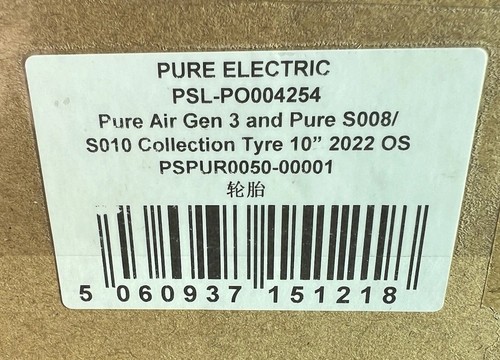 PURE ELECTRIC
PSL-PO004254
Pure Air Gen 3 and Pure S008/
S010 Collection Tyre 10” 2022 OS
PSPUR0050-00001
轮胎
5 060937 151218